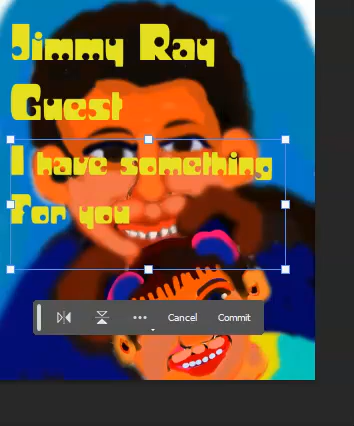 Jimmy Ray
Guest
I have something
For you
Cancel Commit